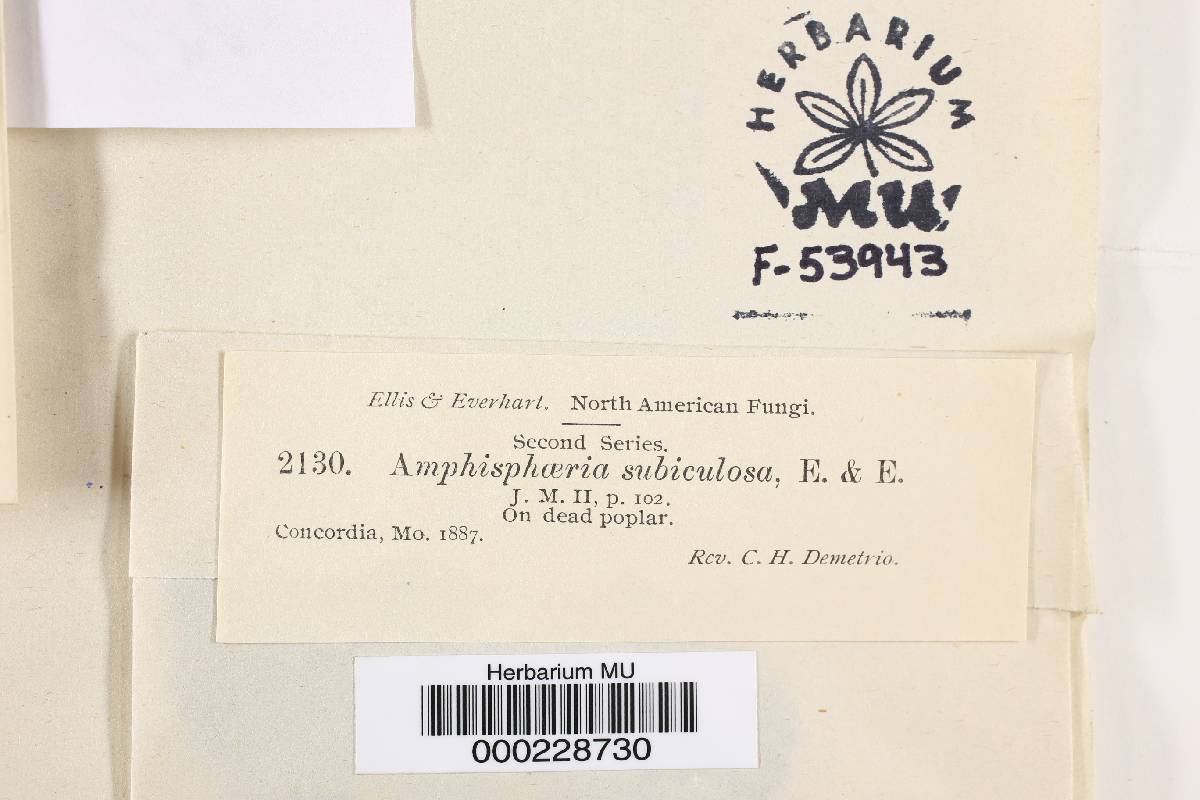 HERBARIUM
MU
F-53943
Ellis & Everhart. North American Fungi.
Second Series.
2130. Amphisphæria subiculosa, E. & E.
J. M. II, p. 102.
On dead poplar.
Concordia, Mo. 1887.
Rev. C. H. Demetrio.
Herbarium MU
000228730